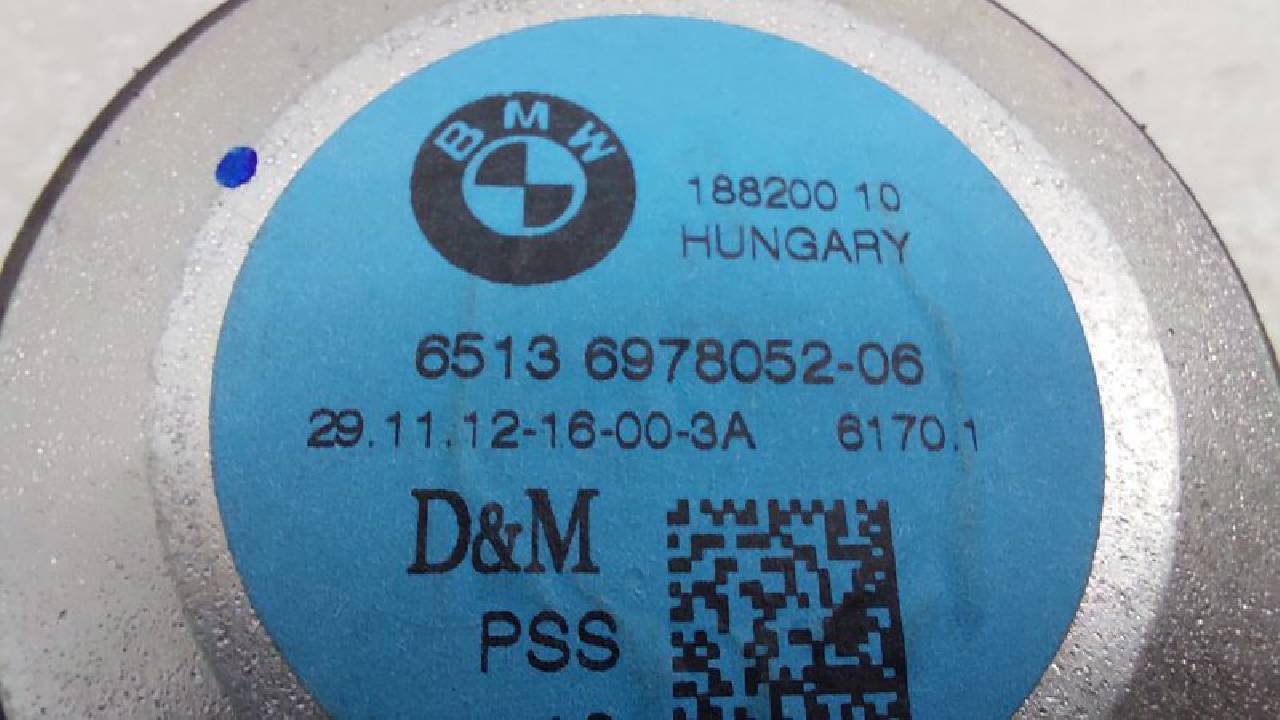 BMW
188200 10
HUNGARY
6513 6978052-06
29.11.12-16-00-3A 6170.1
D&M
PSS